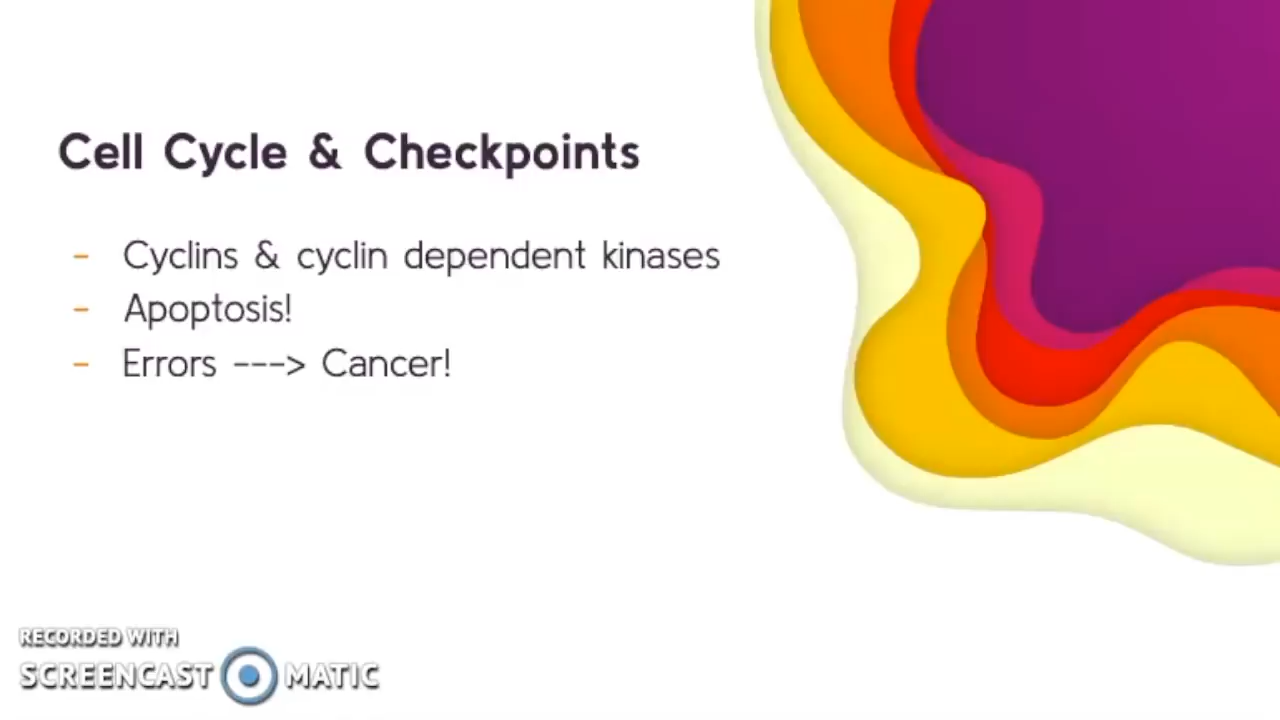 Cell Cycle & Checkpoints
- Cyclins & cyclin dependent kinases
- Apoptosis!
- Errors ---> Cancer!
RECORDED WITH
SCREENCAST MATIC